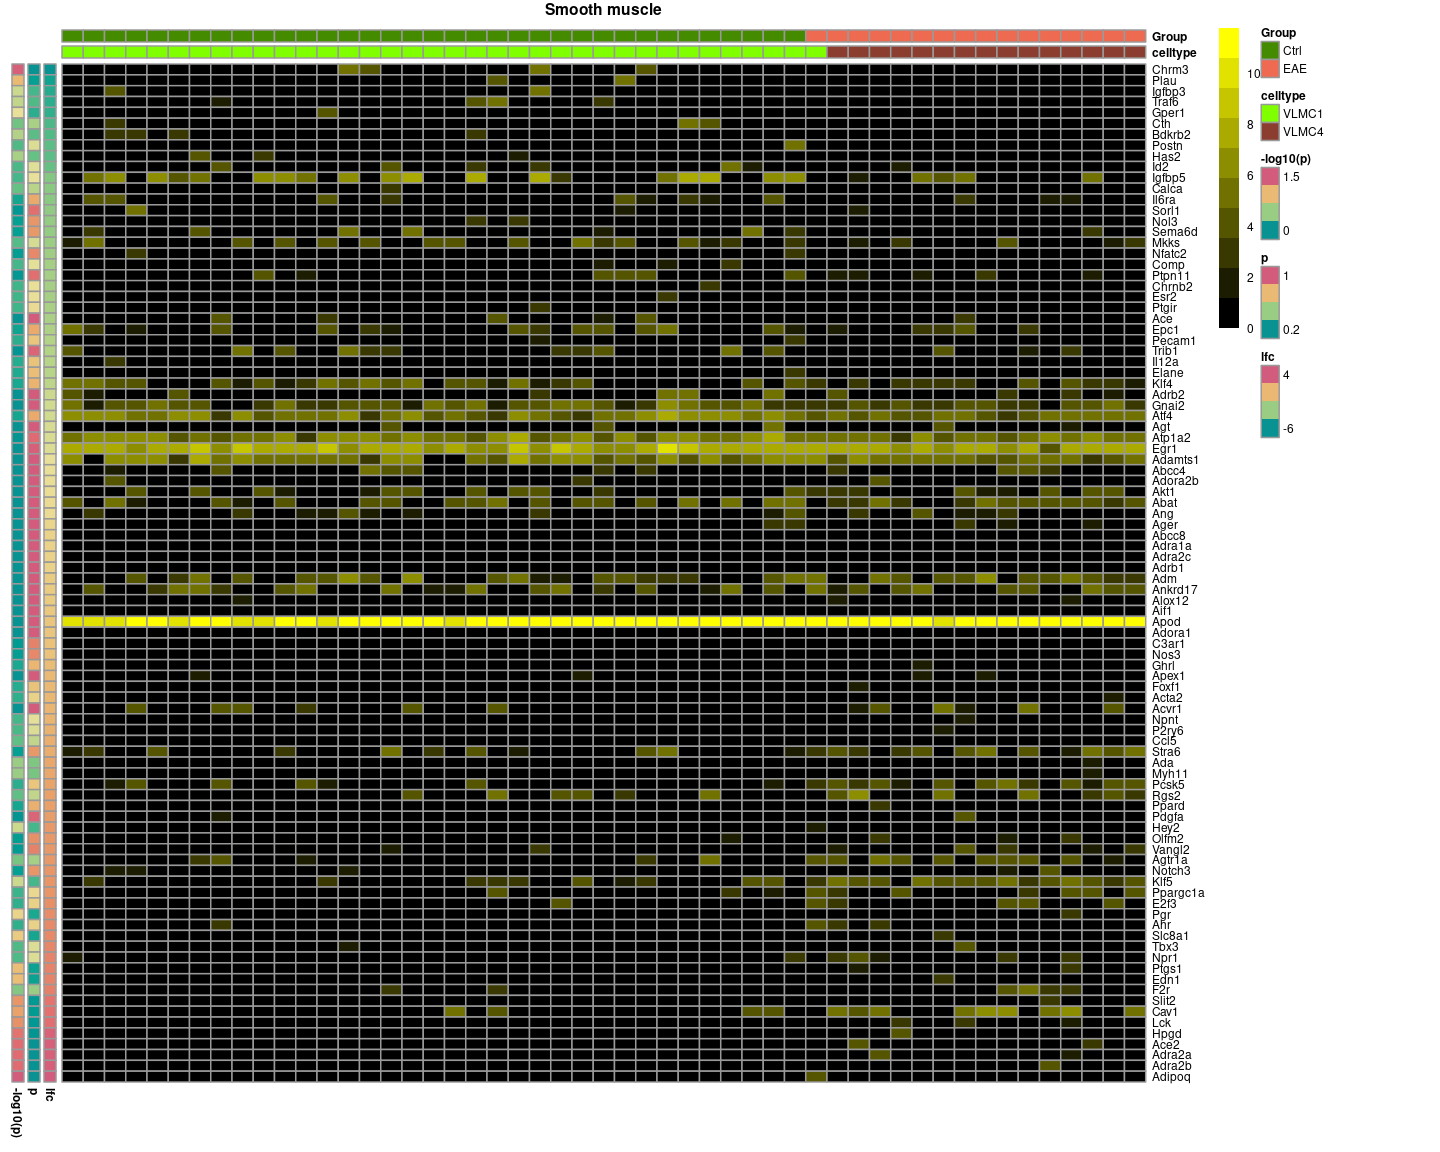 Smooth muscle
Group
celltype
Chrm3
Plau
Igfbp3
Traf6
Gper1
Cth
Bdkrb2
Postn
Has2
Id2
Igfbp5
Calca
Il6ra
Sorl1
Nol3
Sema6d
Mkks
Nfatc2
Comp
Ptpn11
Chrnb2
Esr2
Ptgir
Ace
Epc1
Pecam1
Trib1
Il12a
Elane
Klf4
Adrb2
Gnai2
Atf4
Agt
Atp1a2
Egr1
Adamts1
Abcc4
Adora2b
Akt1
Abat
Ang
Ager
Abcc8
Adra1a
Adra2c
Adrb1
Adm
Ankrd17
Alox12
Aif1
Apod
Adora1
C3ar1
Nos3
Ghrl
Apex1
Foxf1
Acta2
Acvr1
Npnt
P2ry6
Ccl5
Stra6
Ada
Myh11
Pcsk5
Rgs2
Ppard
Pdgfa
Hey2
Olfm2
Vangl2
Agtr1a
Notch3
Klf5
Ppargc1a
E2f3
Pgr
Ahr
Slc8a1
Tbx3
Npr1
Ptgs1
Edn1
F2r
Slit2
Cav1
Lck
Hpgd
Ace2
Adra2a
Adra2b
Adipoq
-log10(p)
p
lfc
10
8
6
4
2
0
Group
Ctrl
EAE
celltype
VLMC1
VLMC4
-log10(p)
1.5
0
p
1
0.2
lfc
4
-6